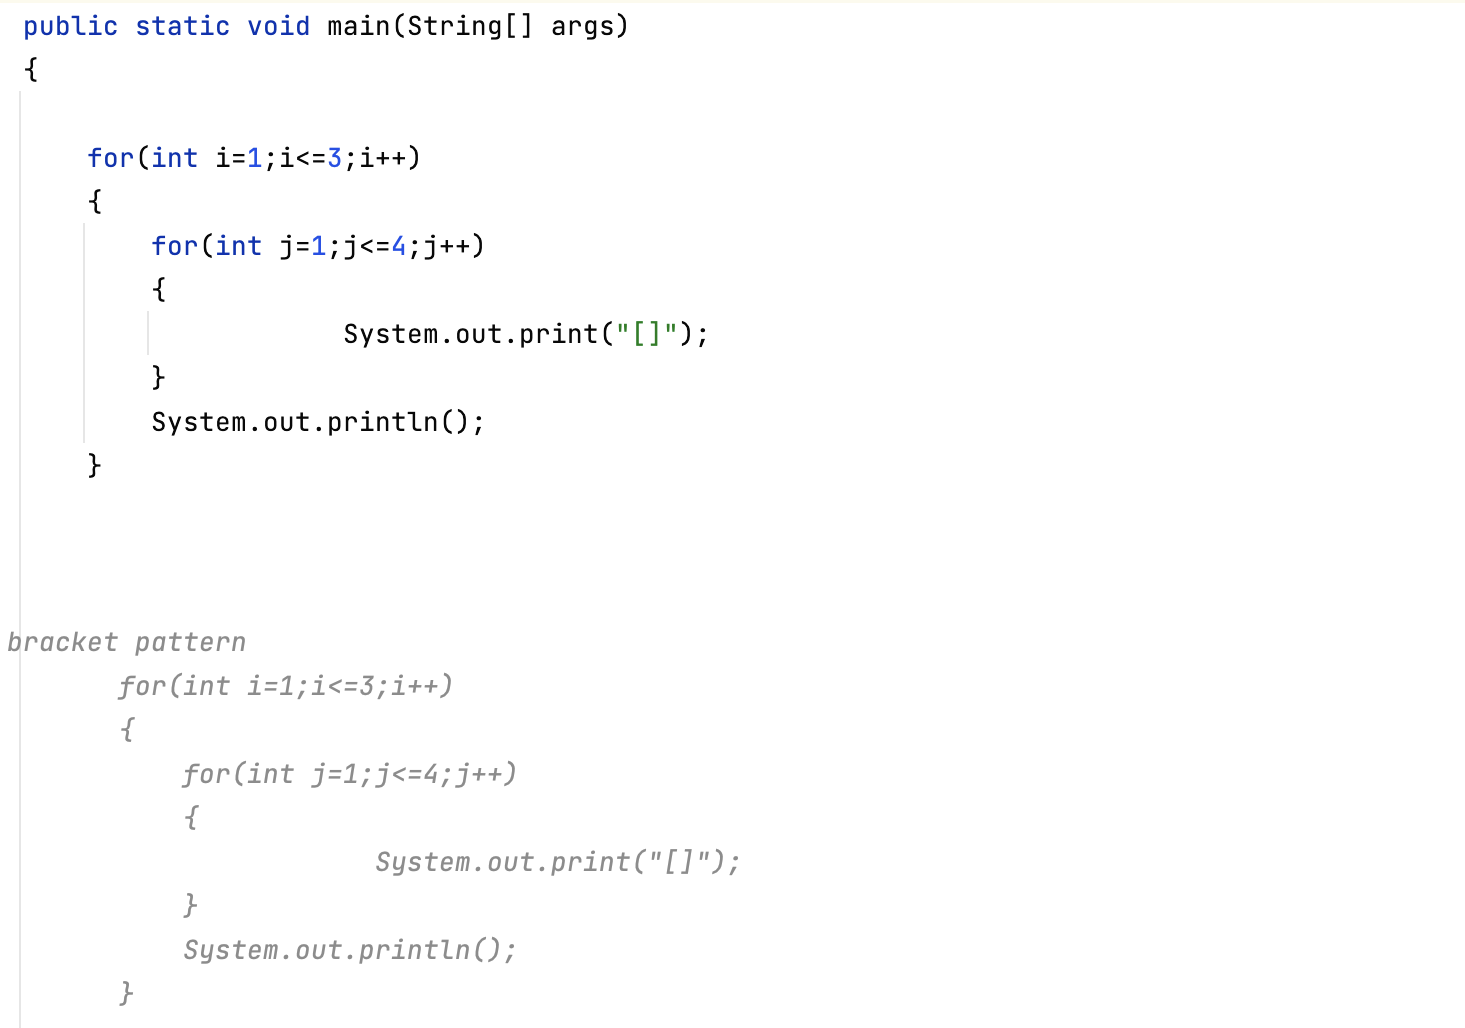 public static void main(String[] args)
{
for(int i=1;i<=3;i++)
{
for(int j=1;j<=4;j++)
{
System.out.print("[]");
}
System.out.println();
}
bracket pattern
for(int i=1;i<=3;i++)
{
for(int j=1;j<=4;j++)
{
System.out.print("[]");
}
System.out.println();
}